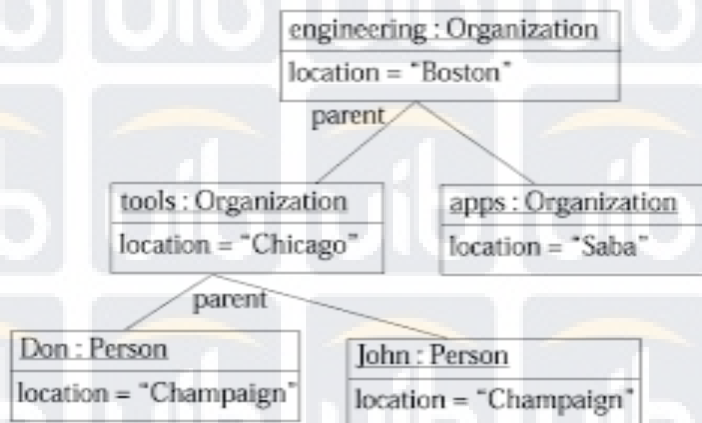 engineering : Organization
location = "Boston"
parent
tools : Organization
location = "Chicago"
apps : Organization
location = "Saba"
parent
Don : Person
location = "Champaign"
John : Person
location = "Champaign"
uib